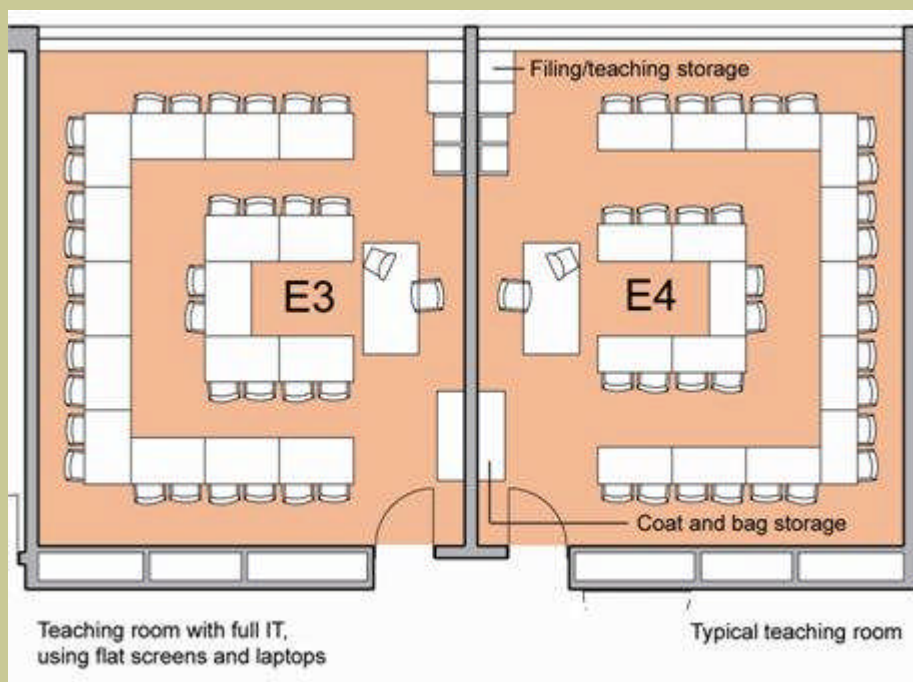 Filing/teaching storage
E3
E4
Coat and bag storage
Teaching room with full IT,
using flat screens and laptops
Typical teaching room